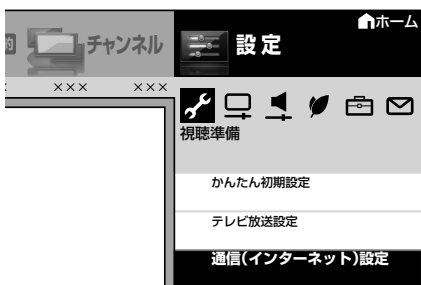 ホーム
チャンネル
設定
××× ×××
視聴準備
かんたん初期設定
テレビ放送設定
通信(インターネット)設定